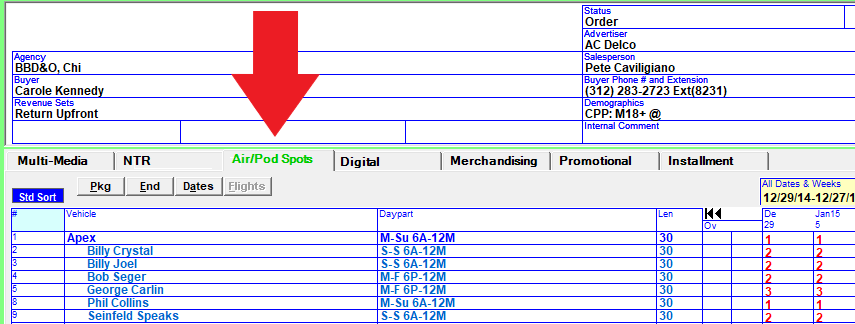 Status
Order
Advertiser
AC Delco
Agency
BBD&O, Chi
Salesperson
Pete Caviligiano
Buyer
Carole Kennedy
Buyer Phone # and Extension
(312) 283-2723 Ext(8231)
Revenue Sets
Return Upfront
Demographics
CPP: M18+ @
Internal Comment
Multi-Media NTR Air/Pod Spots Digital Merchandising Promotional Installment
Std Sort Pkg End Dates Flights
All Dates & Weeks
12/29/14-12/27/1
# Vehicle Daypart Len De Jan15
Ov 29 5
1 Apex M-Su 6A-12M 30 1 1
2 Billy Crystal S-S 6A-12M 30 2 2
3 Billy Joel S-S 6A-12M 30 2 2
4 Bob Seger M-F 6P-12M 30 2 2
5 George Carlin M-F 6P-12M 30 3 3
8 Phil Collins M-Su 6A-12M 30 1 1
9 Seinfeld Speaks S-S 6A-12M 30 2 2